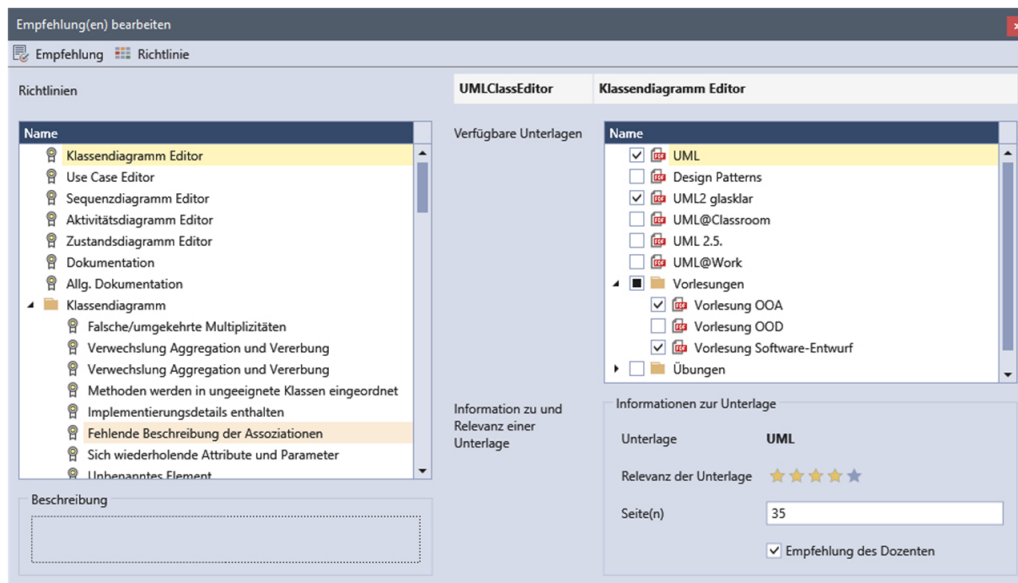 Empfehlung(en) bearbeiten
Empfehlung Richtlinie
Richtlinien
Name
Klassendiagramm Editor
Use Case Editor
Sequenzdiagramm Editor
Aktivitätsdiagramm Editor
Zustandsdiagramm Editor
Dokumentation
Allg. Dokumentation
Klassendiagramm
Falsche/umgekehrte Multiplizitäten
Verwechslung Aggregation und Vererbung
Verwechslung Aggregation und Vererbung
Methoden werden in ungeeignete Klassen eingeordnet
Implementierungsdetails enthalten
Fehlende Beschreibung der Assoziationen
Sich wiederholende Attribute und Parameter
Unbenanntes Element
Beschreibung
UMLClassEditor Klassendiagramm Editor
Verfügbare Unterlagen
Name
UML
Design Patterns
UML2 glasklar
UML@Classroom
UML 2.5.
UML@Work
Vorlesungen
Vorlesung OOA
Vorlesung OOD
Vorlesung Software-Entwurf
Übungen
Information zu und
Relevanz einer
Unterlage
Informationen zur Unterlage
Unterlage UML
Relevanz der Unterlage
Seite(n) 35
Empfehlung des Dozenten